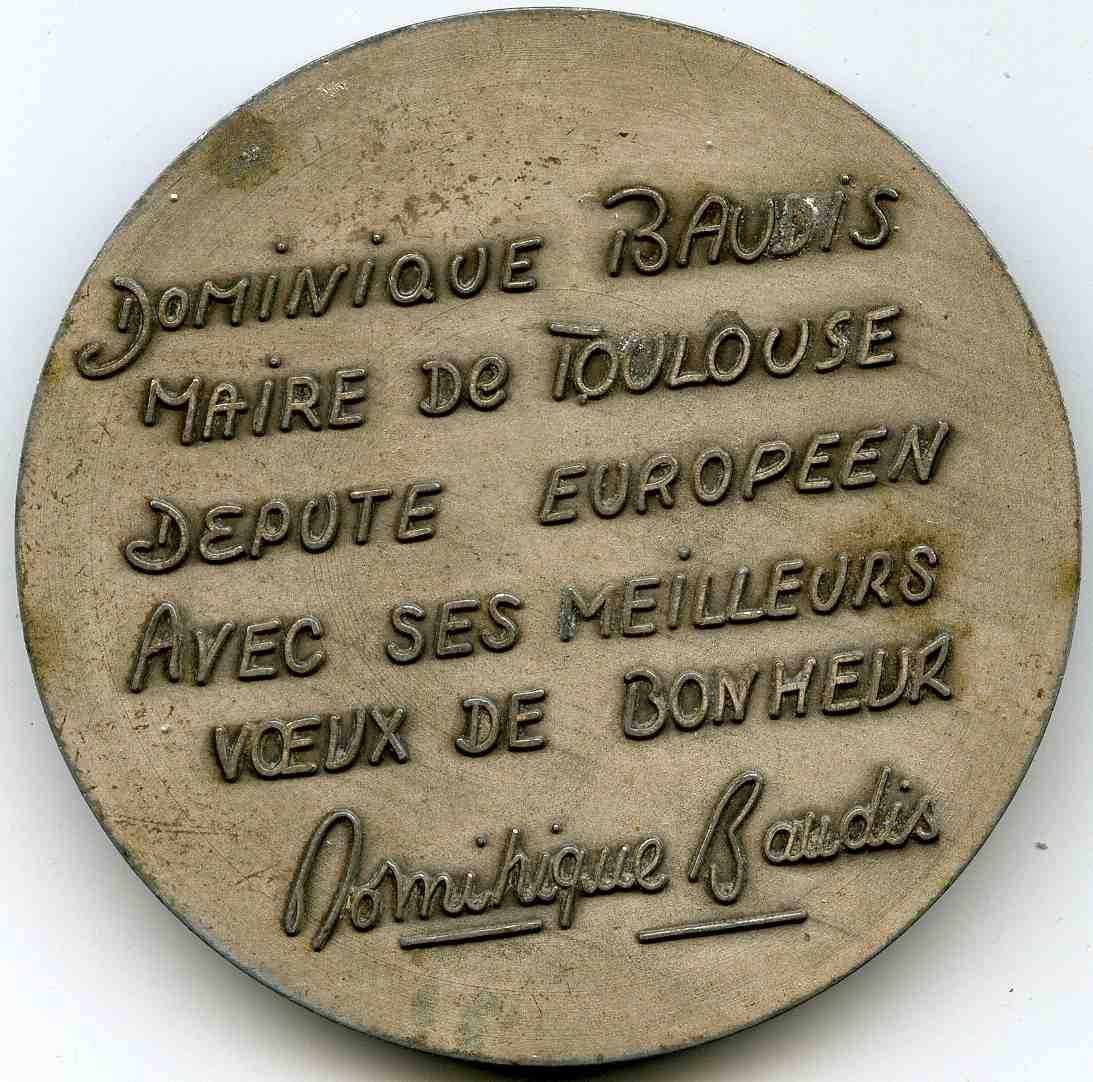 DOMINIQUE BAUDIS
MAIRE DE TOULOUSE
DEPUTE EUROPEEN
AVEC SES MEILLEURS
VŒUX DE BONHEUR
Dominique Baudis